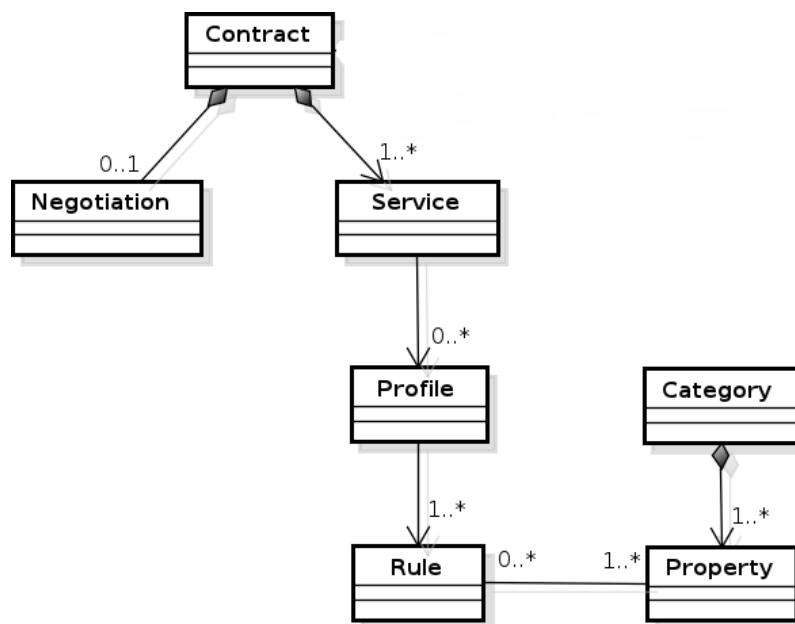 Contract
0..1
1..*
Negotiation
Service
0..*
Profile
Category
1..*
1..*
Rule
0..*
1..*
Property